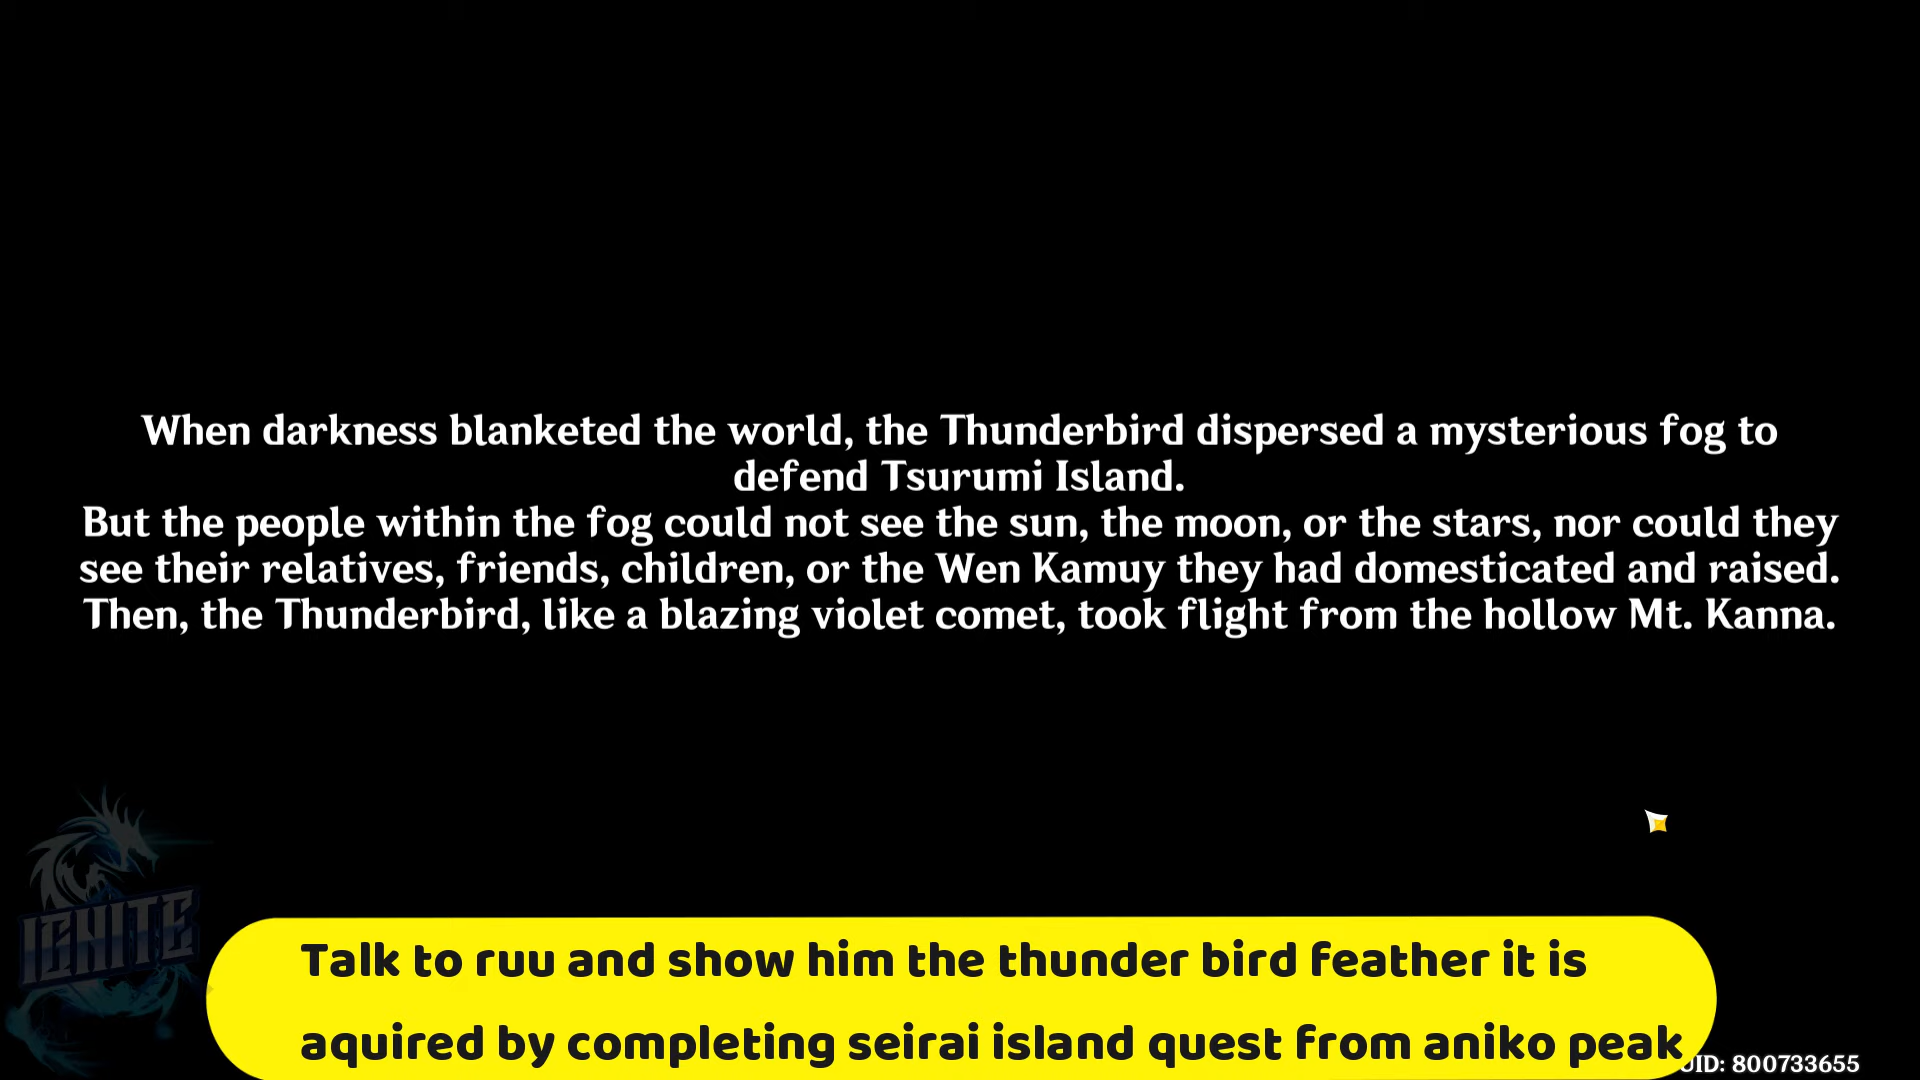 When darkness blanketed the world, the Thunderbird dispersed a mysterious fog to
defend Tsurumi Island.
But the people within the fog could not see the sun, the moon, or the stars, nor could they
see their relatives, friends, children, or the Wen Kamuy they had domesticated and raised.
Then, the Thunderbird, like a blazing violet comet, took flight from the hollow Mt. Kanna.
IGNITE
Talk to ruu and show him the thunder bird feather it is
aquired by completing seirai island quest from aniko peak
UID: 800733655